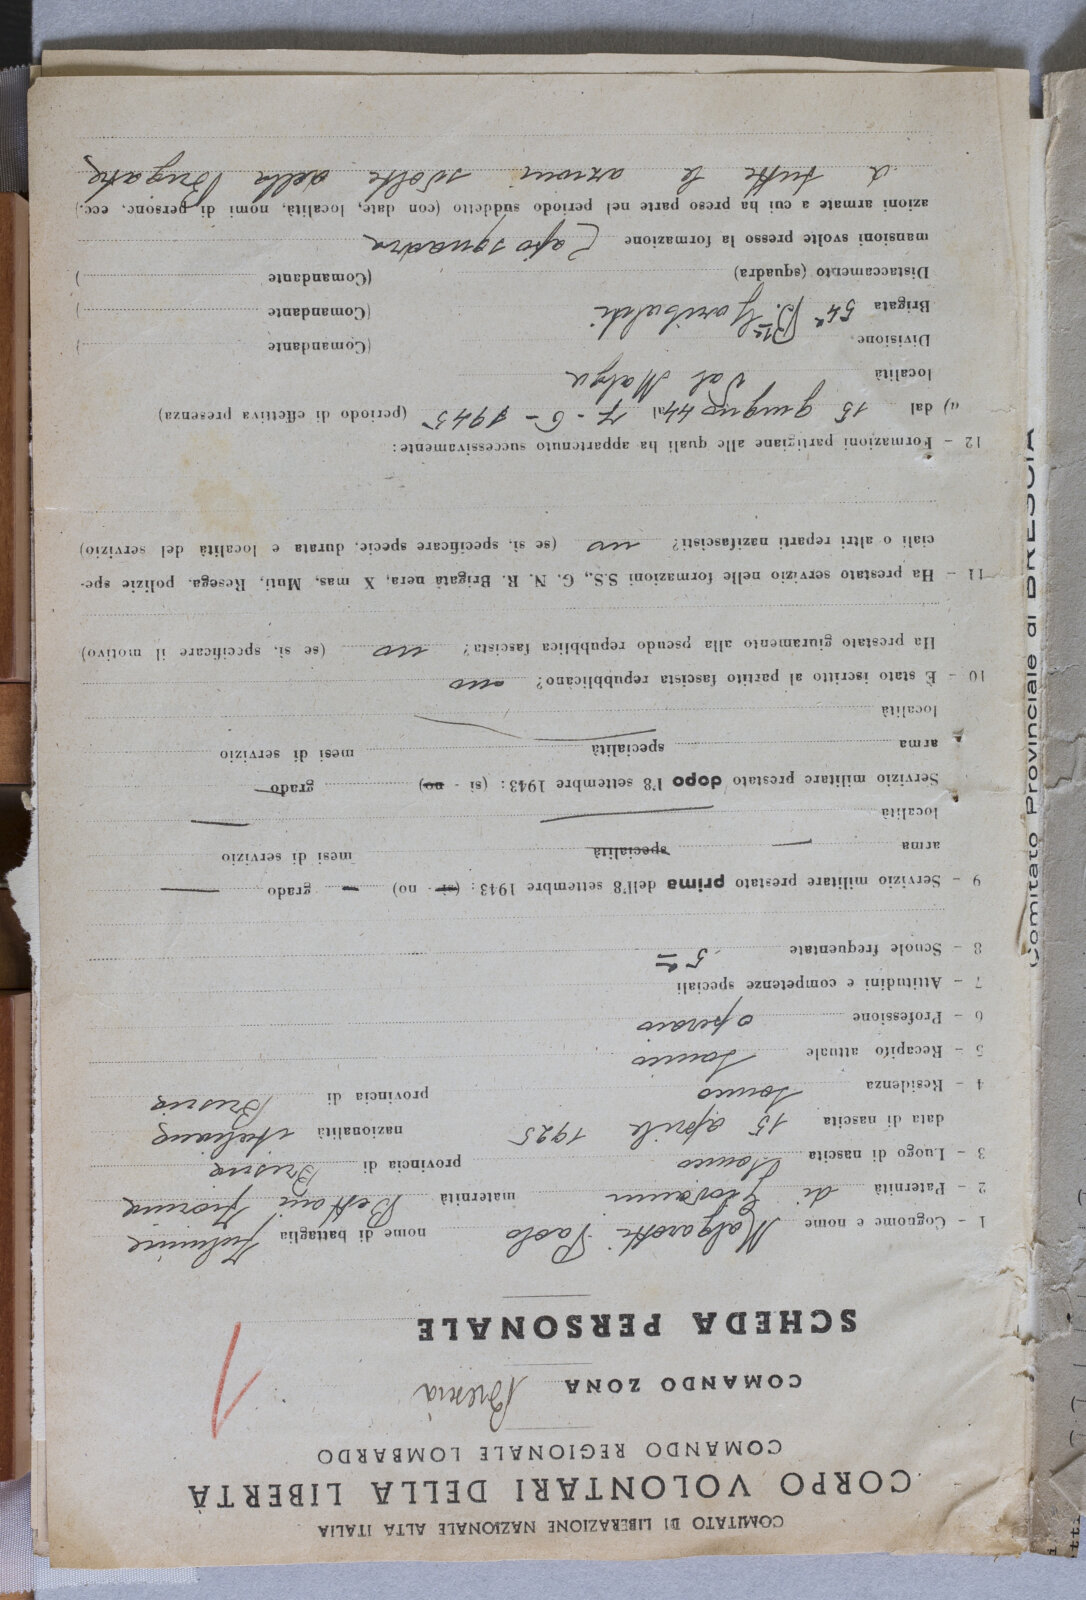 COMITATO DI LIBERAZIONE NAZIONALE ALTA ITALIA
CORPO VOLONTARI DELLA LIBERTÀ
COMANDO REGIONALE LOMBARDO
COMANDO ZONA Brescia
1
SCHEDA PERSONALE
1 - Cognome e nome Malgarotti Paolo nome di battaglia Fulmine
2 - Paternità di Giovanni maternità Bettoni Fiorina
3 - Luogo di nascita Sonico provincia di Brescia
data di nascita 15 aprile 1925 nazionalità italiana
4 - Residenza Sonico provincia di Brescia
5 - Recapito attuale Sonico
6 - Professione operaio
7 - Attitudini e competenze speciali
8 - Scuole frequentate 5ª
9 - Servizio militare prestato prima dell'8 settembre 1943: (si - no) grado
arma specialità mesi di servizio
località
Servizio militare prestato dopo l'8 settembre 1943: (si - no) grado
arma specialità mesi di servizio
località
10 - È stato iscritto al partito fascista repubblicano? no
Ha prestato giuramento alla pseudo repubblica fascista? no (se si, specificare il motivo)
11 - Ha prestato servizio nelle formazioni S.S., G. N. R. Brigata nera, X mas, Muti, Resega, polizie spe-
ciali o altri reparti nazifascisti? no (se si, specificare specie, durata e località del servizio)
12 - Formazioni partigiane alle quali ha appartenuto successivamente:
a) dal 15 giugno 44 al 7 - 6 - 1945 (periodo di effettiva presenza)
località Val Malga
Divisione (Comandante )
Brigata 54ª Bta Garibaldi (Comandante )
Distaccamento (squadra) (Comandante )
mansioni svolte presso la formazione Capo squadra
azioni armate a cui ha preso parte nel periodo suddetto (con date, località, nomi di persone, ecc.)
a tutte le azioni svolte della Brigata
Comitato Provinciale di BRESCIA